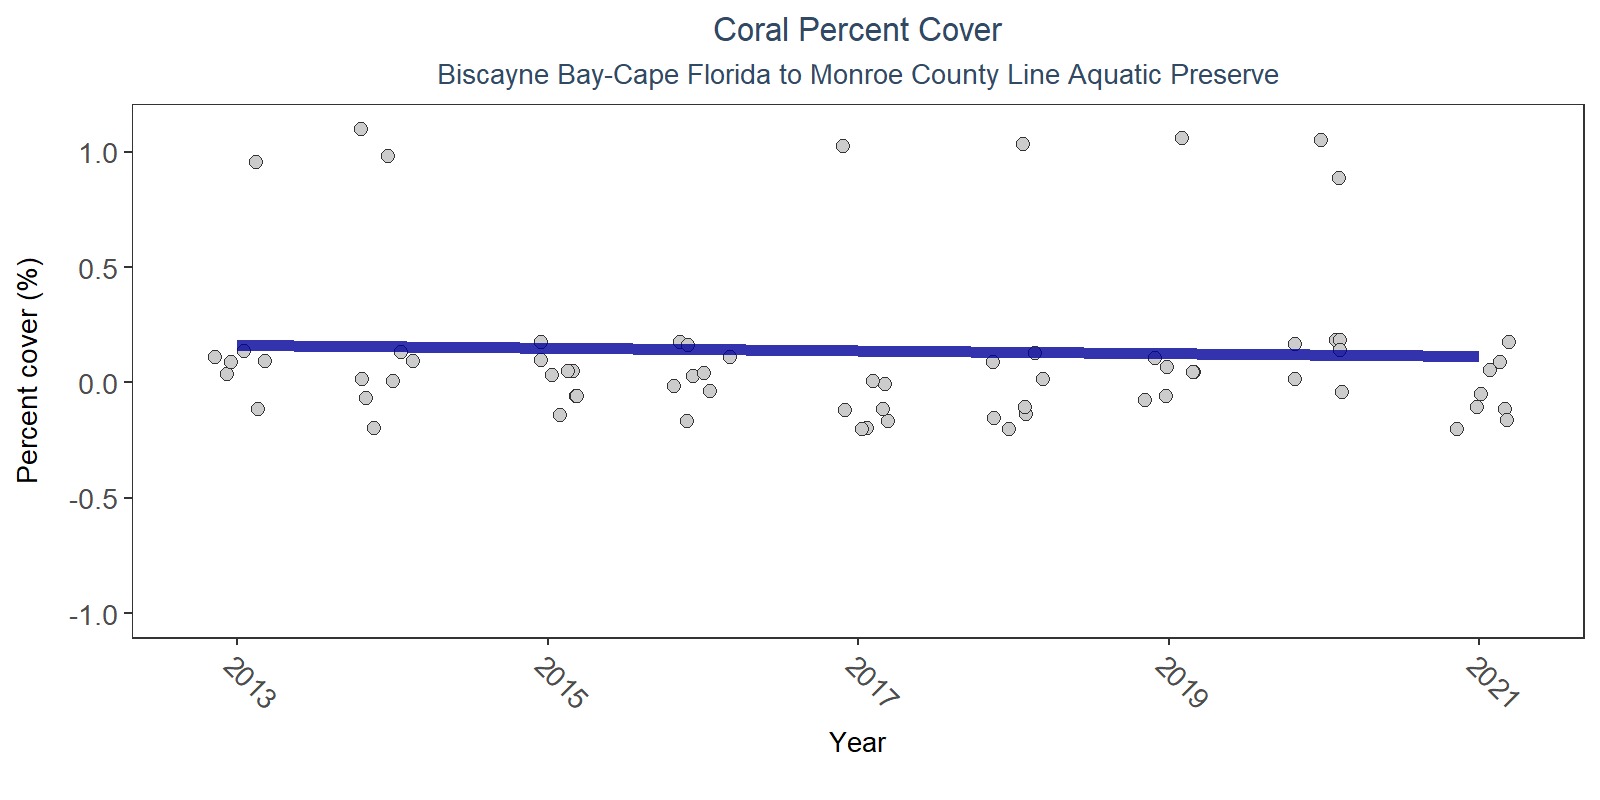 Coral Percent Cover
Biscayne Bay-Cape Florida to Monroe County Line Aquatic Preserve
Percent cover (%)
1.0
0.5
0.0
-0.5
-1.0
2013
2015
2017
2019
2021
Year